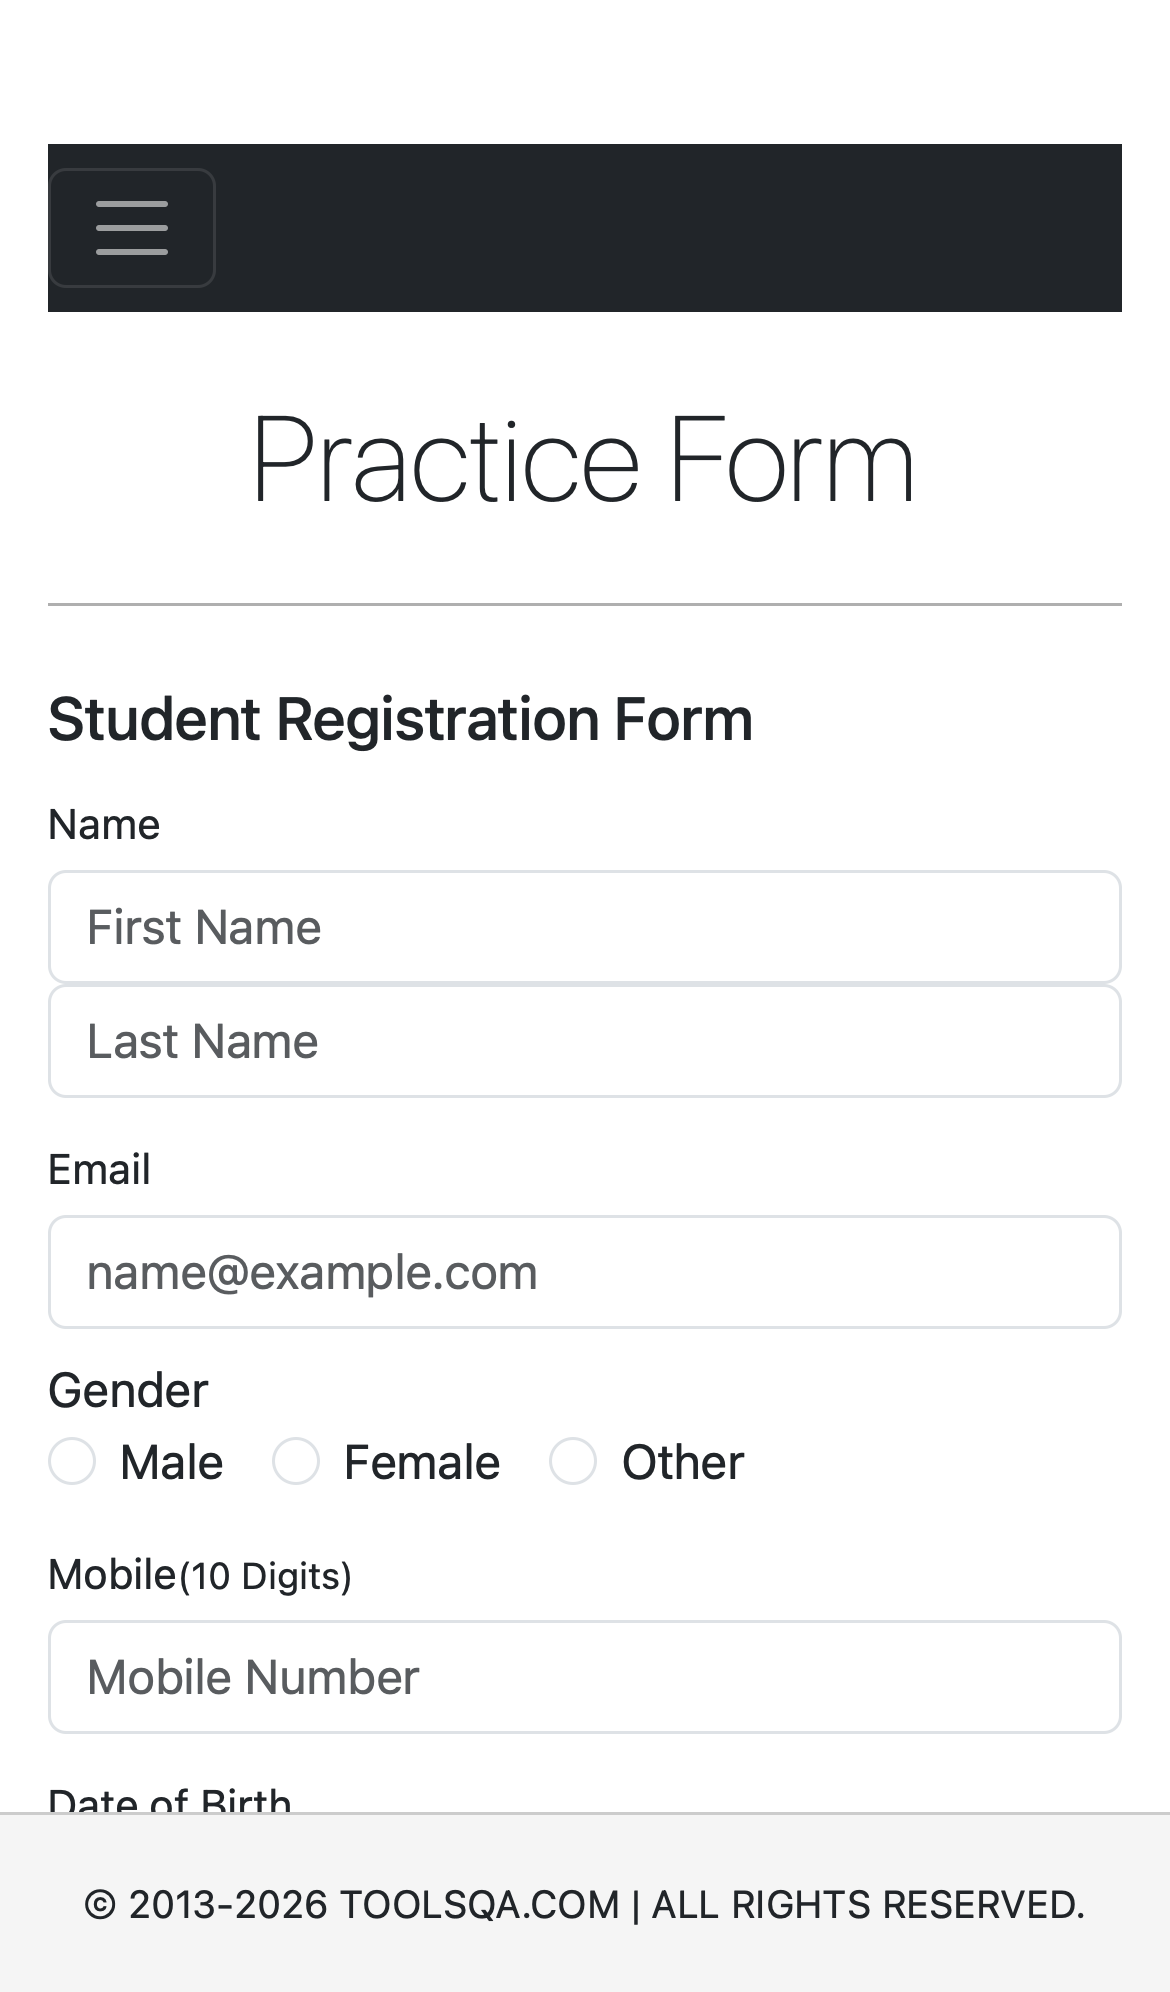 Practice Form
Student Registration Form
Name
First Name
Last Name
Email
name@example.com
Gender
Male Female Other
Mobile(10 Digits)
Mobile Number
Date of Birth
© 2013-2026 TOOLSQA.COM | ALL RIGHTS RESERVED.